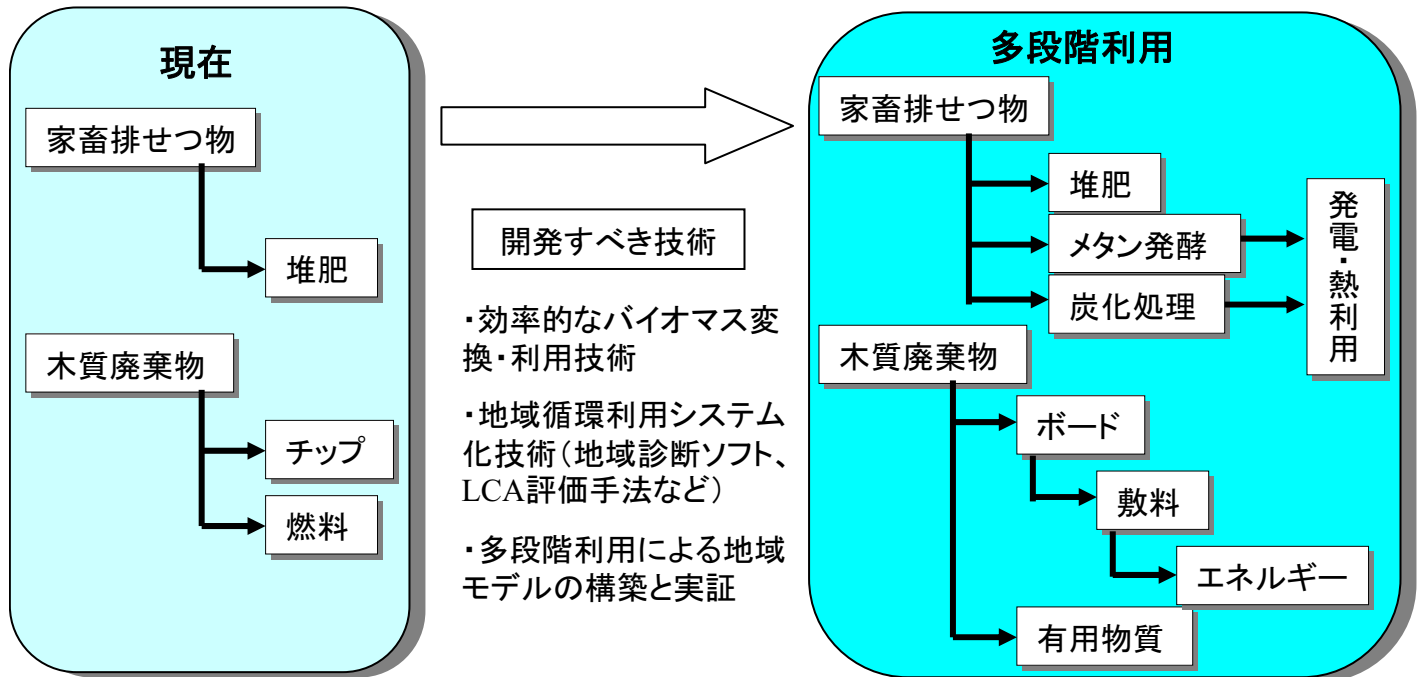 現在
家畜排せつ物
堆肥
木質廃棄物
チップ
燃料
開発すべき技術
・効率的なバイオマス変
換・利用技術
・地域循環利用システム
化技術(地域診断ソフト、
LCA評価手法など)
・多段階利用による地域
モデルの構築と実証
多段階利用
家畜排せつ物
堆肥
メタン発酵
炭化処理
発電・熱利用
木質廃棄物
ボード
敷料
エネルギー
有用物質